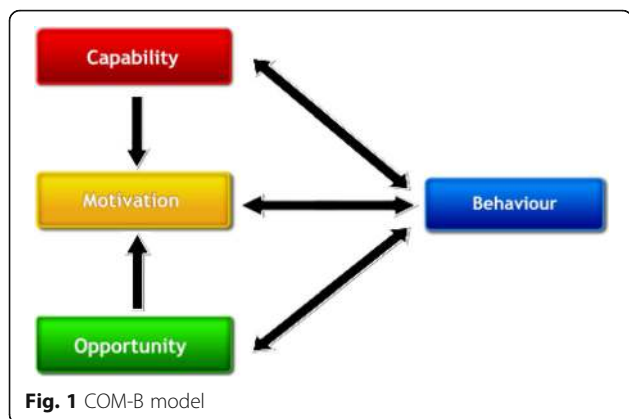 Capability
Motivation
Behaviour
Opportunity
Fig. 1 COM-B model